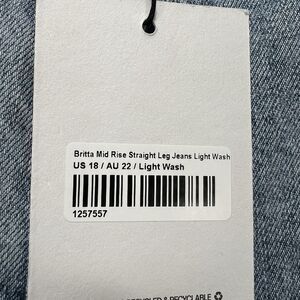 Britta Mid Rise Straight Leg Jeans Light Wash
US 18 / AU 22 / Light Wash
1257557
& RECYCLABLE